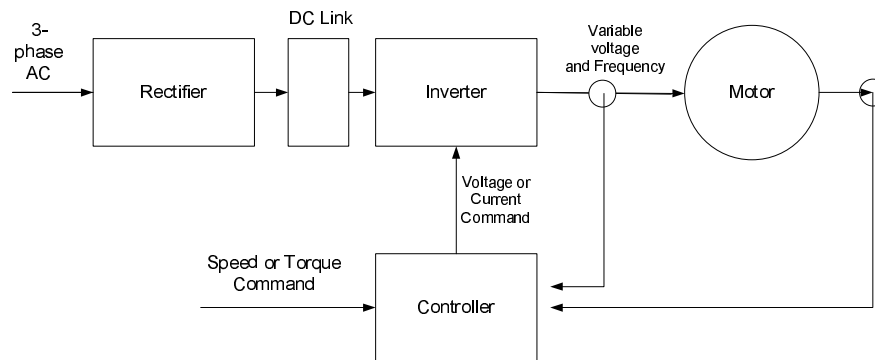 3-
phase
AC
Rectifier
DC Link
Inverter
Variable
voltage
and Frequency
Motor
Voltage or
Current
Command
Speed or Torque
Command
Controller